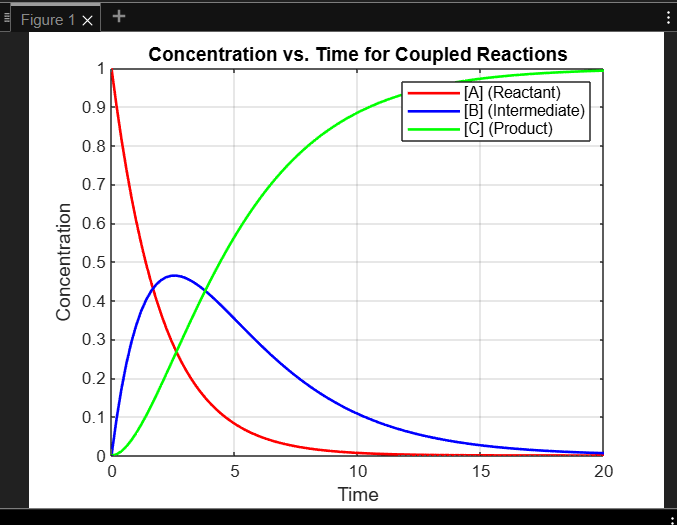 Figure 1
Concentration vs. Time for Coupled Reactions
1
0.9
0.8
0.7
0.6
0.5
0.4
0.3
0.2
0.1
0
Concentration
[A] (Reactant)
[B] (Intermediate)
[C] (Product)
0 5 10 15 20
Time